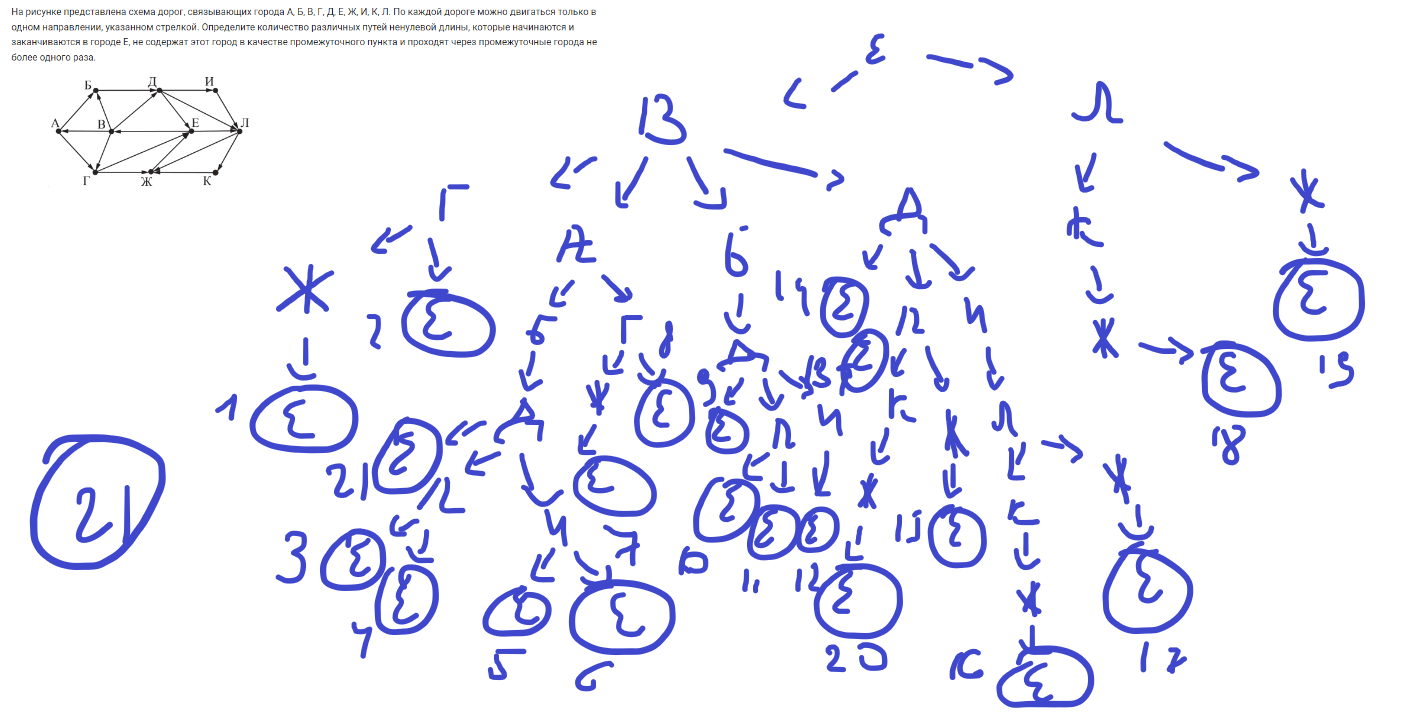 На рисунке представлена схема дорог, связывающих города А, Б, В, Г, Д, Е, Ж, И, К, Л. По каждой дороге можно двигаться только в
одном направлении, указанном стрелкой. Определите количество различных путей ненулевой длины, которые начинаются и
заканчиваются в городе Е, не содержат этот город в качестве промежуточного пункта и проходят через промежуточные города не
более одного раза.
Б Д И
А В Е Л
Г Ж К
Е
В Л
Г А Б Д К Ж
Ж Е Б Г Д Е Л И Ж Е
2 8 14 19
1 Е Д Ж Е 9 Е Л И 13 Е К Ж Л Е 18
21 Е Л И Е Е Е Е Ж Е К Ж
3 Е Е 7 10 11 12 Е 15 Ж Е
4 Е Е 20 Е 17
5 6 16
21